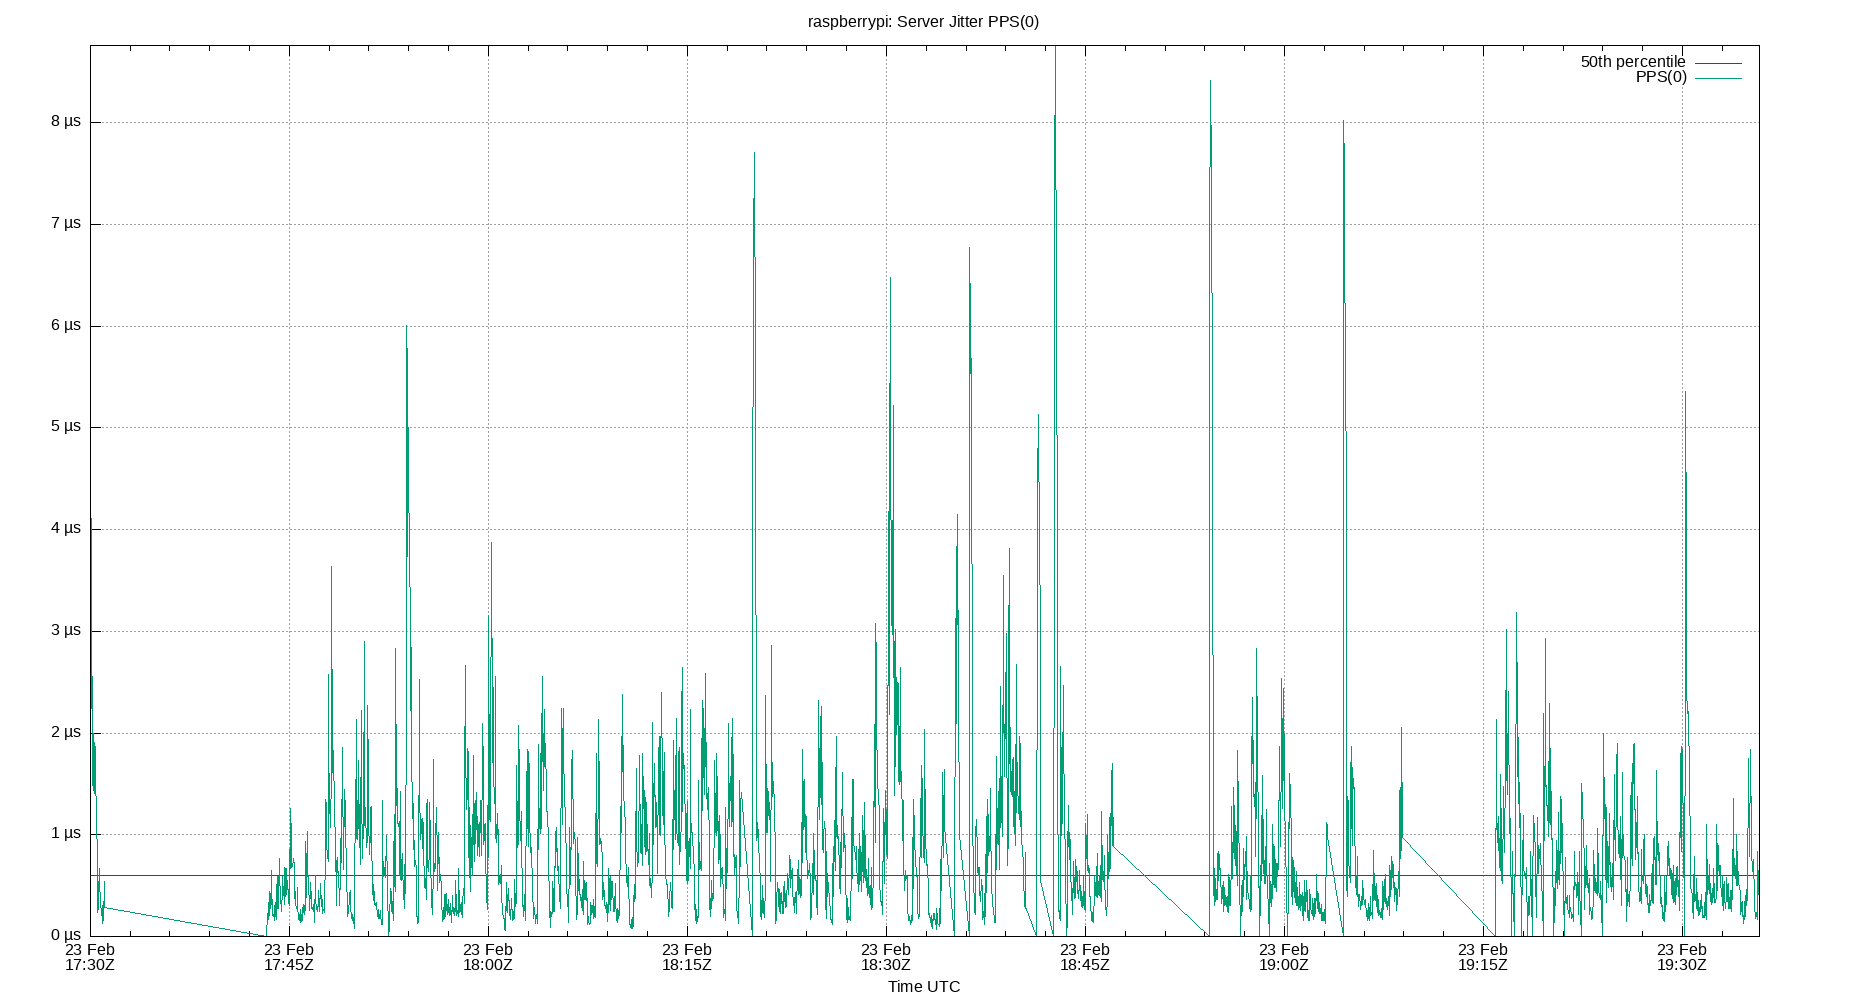 raspberrypi: Server Jitter PPS(0)
50th percentile
PPS(0)
8 µs
7 µs
6 µs
5 µs
4 µs
3 µs
2 µs
1 µs
0 µs
23 Feb 23 Feb 23 Feb 23 Feb 23 Feb 23 Feb 23 Feb 23 Feb 23 Feb
17:30Z 17:45Z 18:00Z 18:15Z 18:30Z 18:45Z 19:00Z 19:15Z 19:30Z
Time UTC